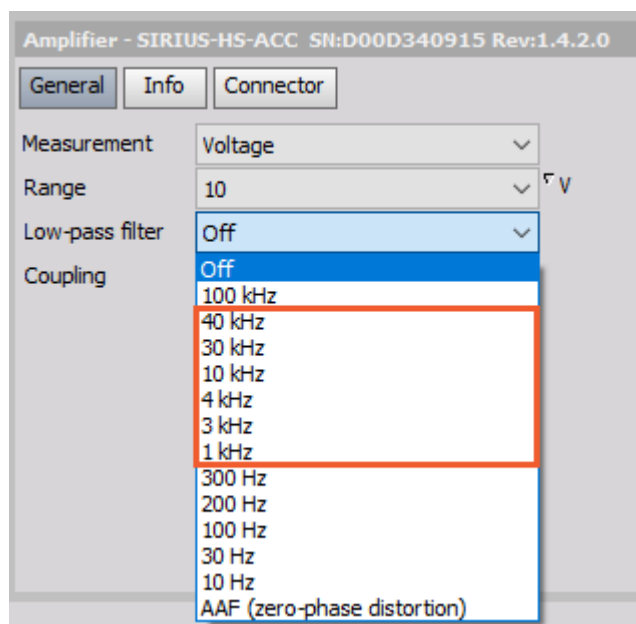 Amplifier - SIRIUS-HS-ACC SN:D00D340915 Rev:1.4.2.0
General Info Connector
Measurement Voltage
Range 10 V
Low-pass filter Off
Coupling
Off
100 kHz
40 kHz
30 kHz
10 kHz
4 kHz
3 kHz
1 kHz
300 Hz
200 Hz
100 Hz
30 Hz
10 Hz
AAF (zero-phase distortion)